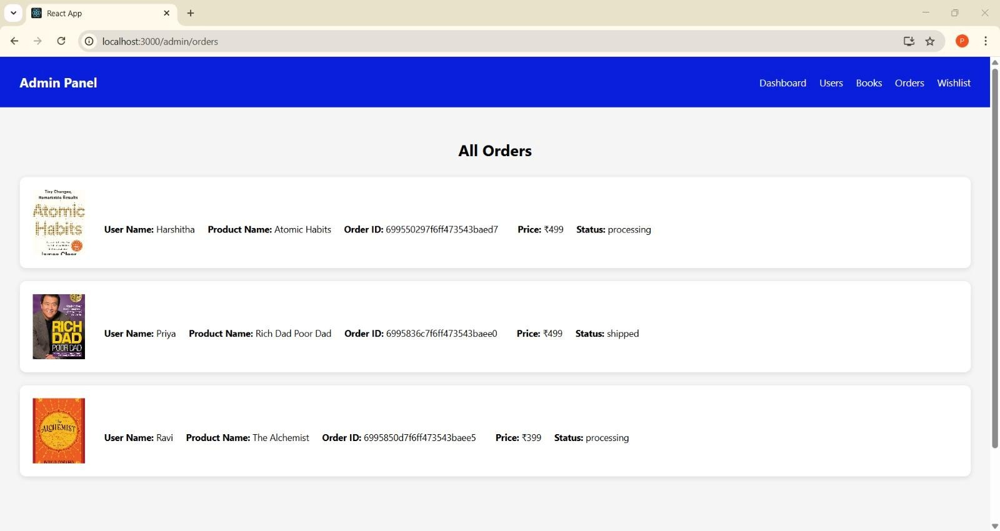 React App
localhost:3000/admin/orders
P
Admin Panel
Dashboard Users Books Orders Wishlist
All Orders
Tiny Changes,
Remarkable Results
Atomic
Habits
James Clear
User Name: Harshitha Product Name: Atomic Habits Order ID: 699550297f6ff473543baed7 Price: ₹499 Status: processing
RICH
DAD
POOR DAD
User Name: Priya Product Name: Rich Dad Poor Dad Order ID: 6995836c7f6ff473543baee0 Price: ₹499 Status: shipped
The
ALCHEMIST
User Name: Ravi Product Name: The Alchemist Order ID: 6995850d7f6ff473543baee5 Price: ₹399 Status: processing